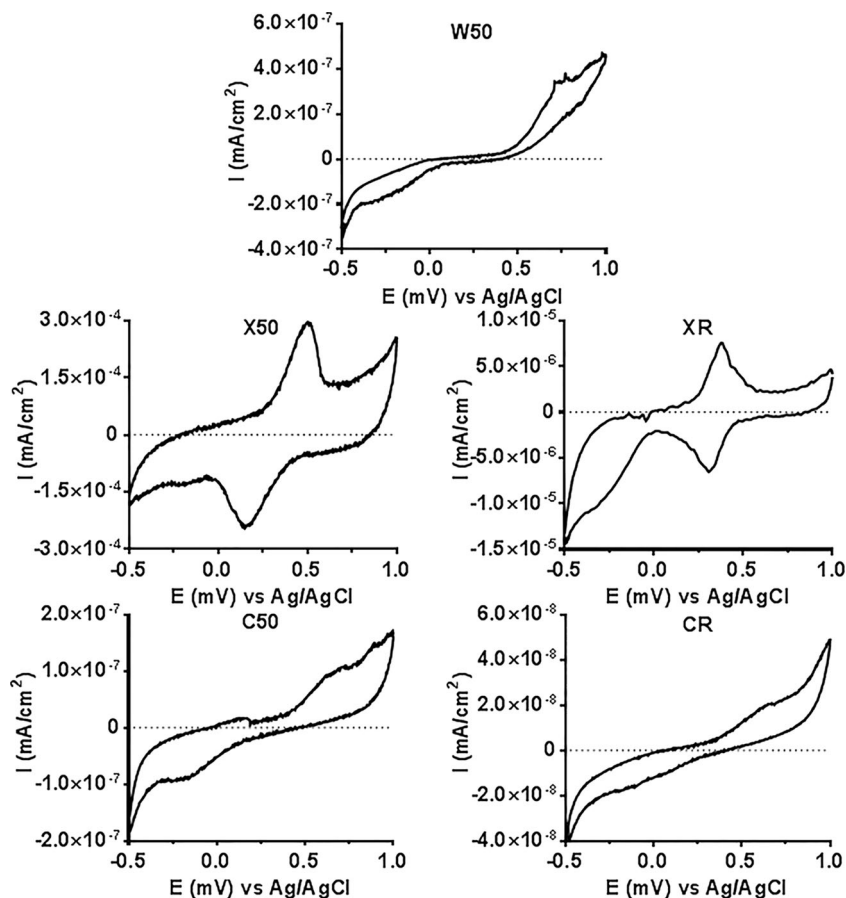 W50
I (mA/cm²)
6.0×10⁻⁷
4.0×10⁻⁷
2.0×10⁻⁷
0
-2.0×10⁻⁷
-4.0×10⁻⁷
-0.5 0.0 0.5 1.0
E (mV) vs Ag/AgCl
X50
I (mA/cm²)
3.0×10⁻⁴
1.5×10⁻⁴
0
-1.5×10⁻⁴
-3.0×10⁻⁴
-0.5 0.0 0.5 1.0
E (mV) vs Ag/AgCl
XR
I (mA/cm²)
1.0×10⁻⁵
5.0×10⁻⁶
0
-5.0×10⁻⁶
-1.0×10⁻⁵
-1.5×10⁻⁵
-0.5 0.0 0.5 1.0
E (mV) vs Ag/AgCl
C50
I (mA/cm²)
2.0×10⁻⁷
1.0×10⁻⁷
0
-1.0×10⁻⁷
-2.0×10⁻⁷
-0.5 0.0 0.5 1.0
E (mV) vs Ag/AgCl
CR
I (mA/cm²)
6.0×10⁻⁸
4.0×10⁻⁸
2.0×10⁻⁸
0
-2.0×10⁻⁸
-4.0×10⁻⁸
-0.5 0.0 0.5 1.0
E (mV) vs Ag/AgCl